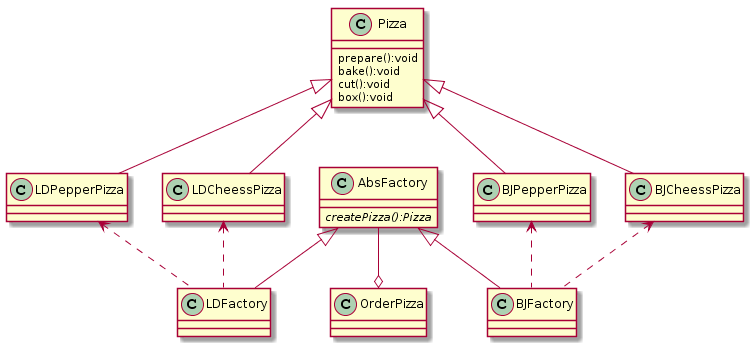 C Pizza
prepare():void
bake():void
cut():void
box():void
C LDPepperPizza
C LDCheessPizza
C AbsFactory
createPizza():Pizza
C BJPepperPizza
C BJCheessPizza
C LDFactory
C OrderPizza
C BJFactory